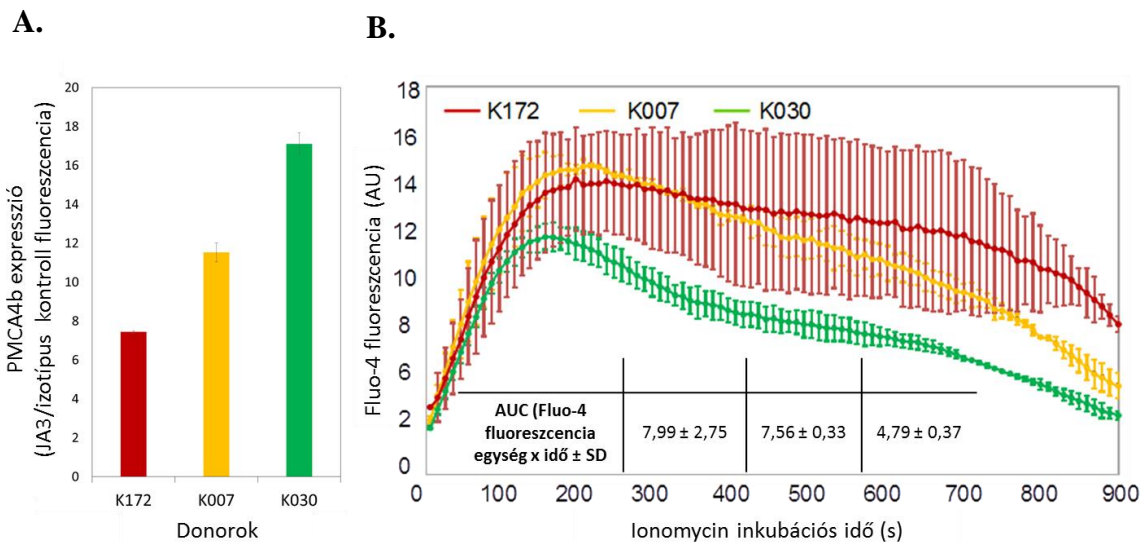 A.
PMCA4b expresszió
(JA3/izotípus kontroll fluoreszcencia)
20
18
16
14
12
10
8
6
4
2
0
K172
K007
K030
Donorok
B.
Fluo-4 fluoreszcencia (AU)
18
16
14
12
10
8
6
2
0
K172
K007
K030
AUC (Fluo-4
fluoreszcencia
egység x idő ± SD
7,99 ± 2,75
7,56 ± 0,33
4,79 ± 0,37
0
100
200
300
400
500
600
700
800
900
Ionomycin inkubációs idő (s)